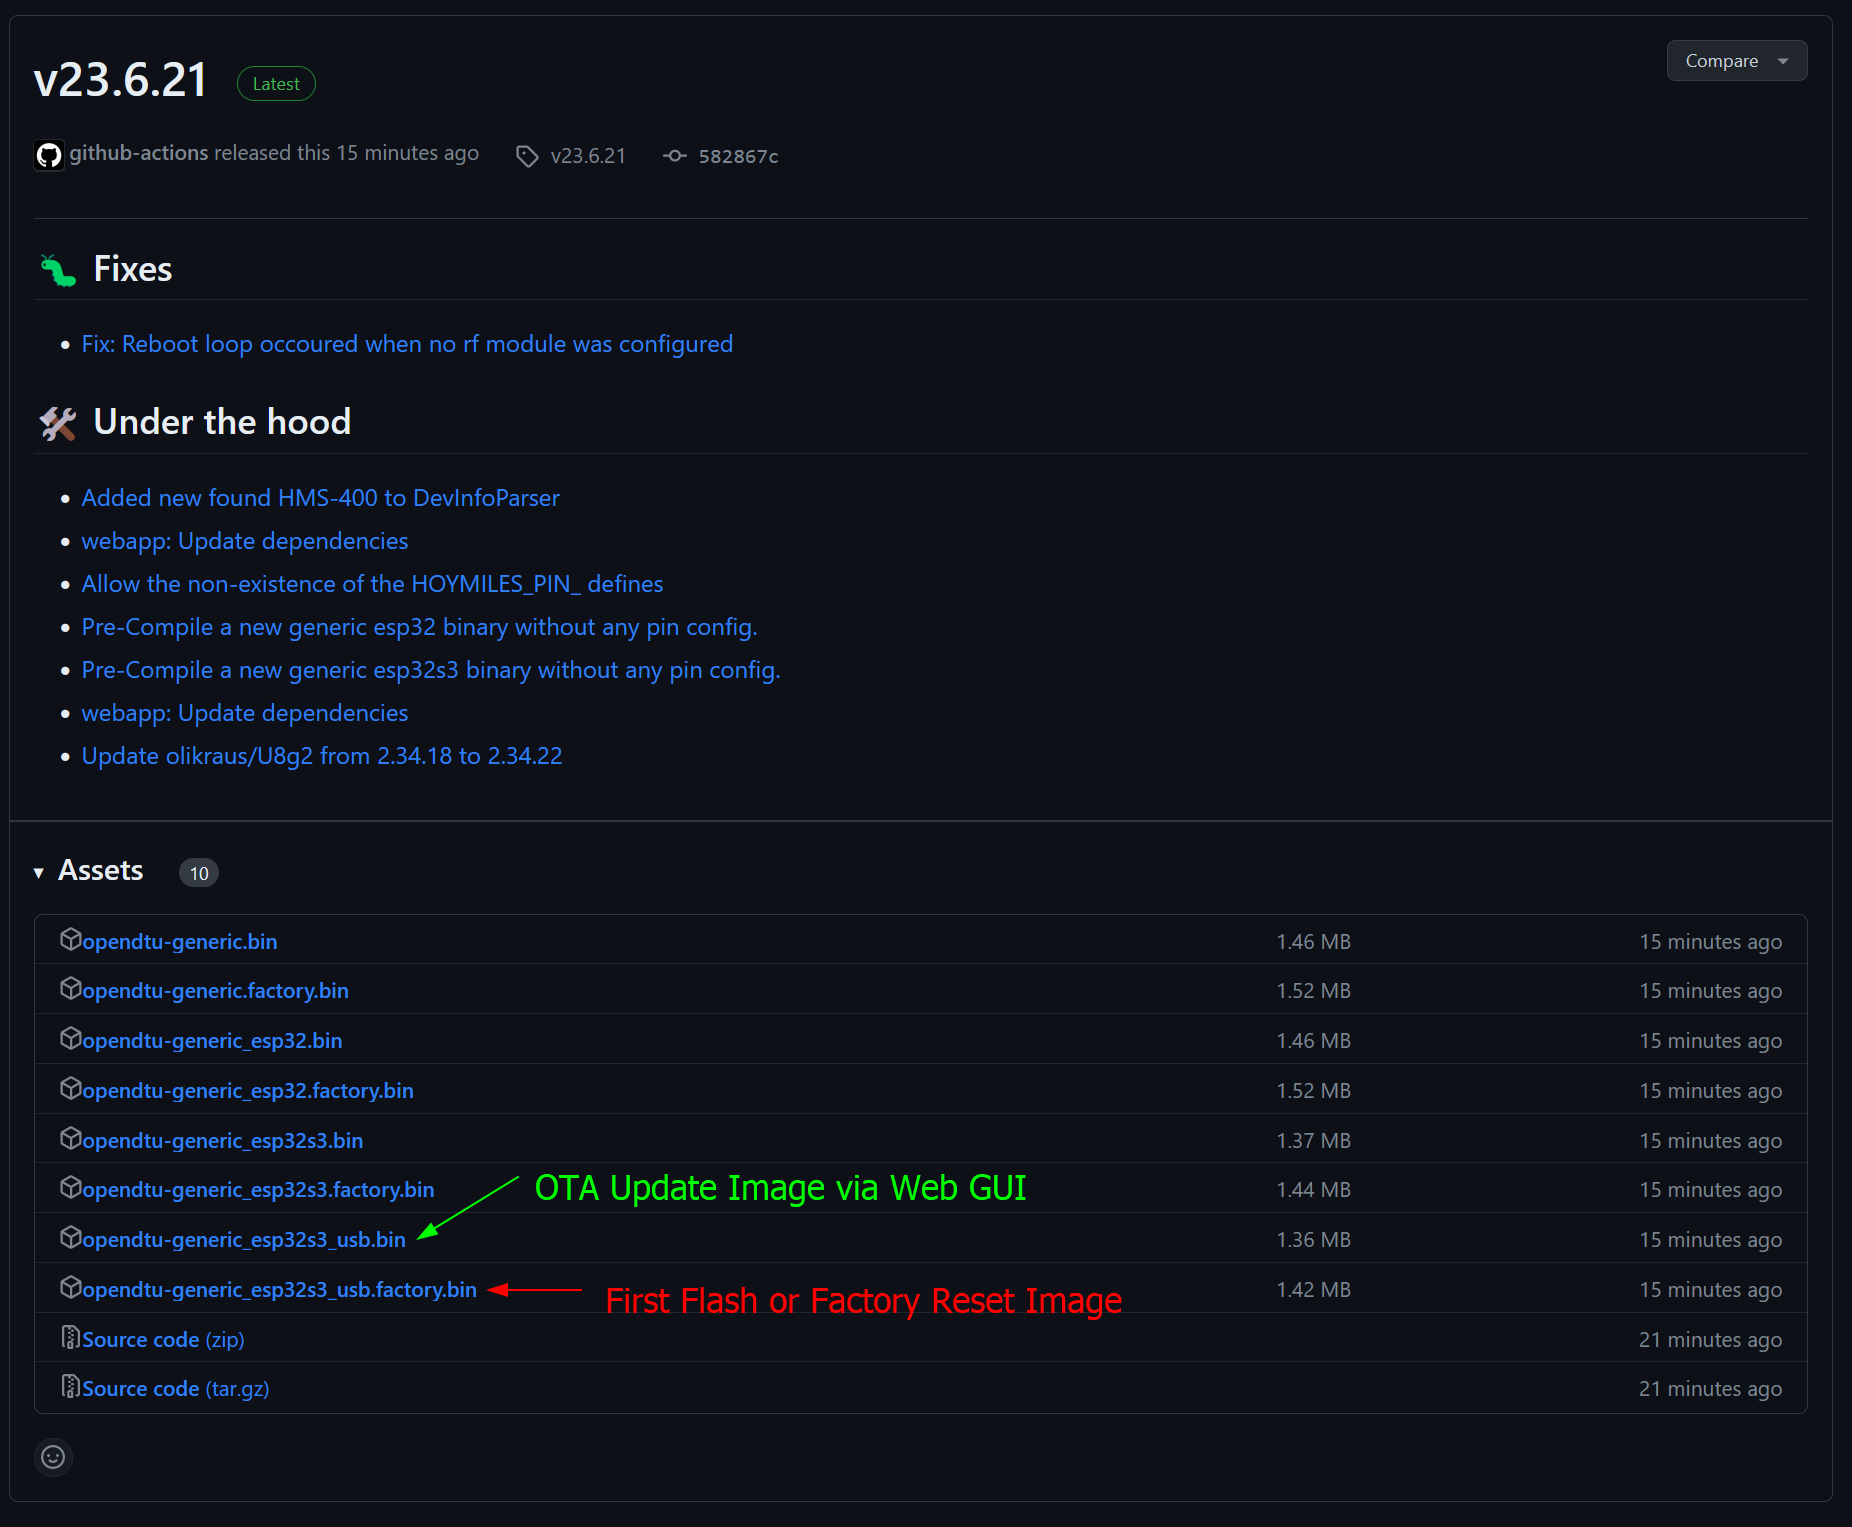 v23.6.21 Latest Compare
github-actions released this 15 minutes ago v23.6.21 582867c
Fixes
Fix: Reboot loop occoured when no rf module was configured
Under the hood
Added new found HMS-400 to DevInfoParser
webapp: Update dependencies
Allow the non-existence of the HOYMILES_PIN_ defines
Pre-Compile a new generic esp32 binary without any pin config.
Pre-Compile a new generic esp32s3 binary without any pin config.
webapp: Update dependencies
Update olikraus/U8g2 from 2.34.18 to 2.34.22
Assets 10
opendtu-generic.bin 1.46 MB 15 minutes ago
opendtu-generic.factory.bin 1.52 MB 15 minutes ago
opendtu-generic_esp32.bin 1.46 MB 15 minutes ago
opendtu-generic_esp32.factory.bin 1.52 MB 15 minutes ago
opendtu-generic_esp32s3.bin 1.37 MB 15 minutes ago
opendtu-generic_esp32s3.factory.bin OTA Update Image via Web GUI 1.44 MB 15 minutes ago
opendtu-generic_esp32s3_usb.bin 1.36 MB 15 minutes ago
opendtu-generic_esp32s3_usb.factory.bin First Flash or Factory Reset Image 1.42 MB 15 minutes ago
Source code (zip) 21 minutes ago
Source code (tar.gz) 21 minutes ago